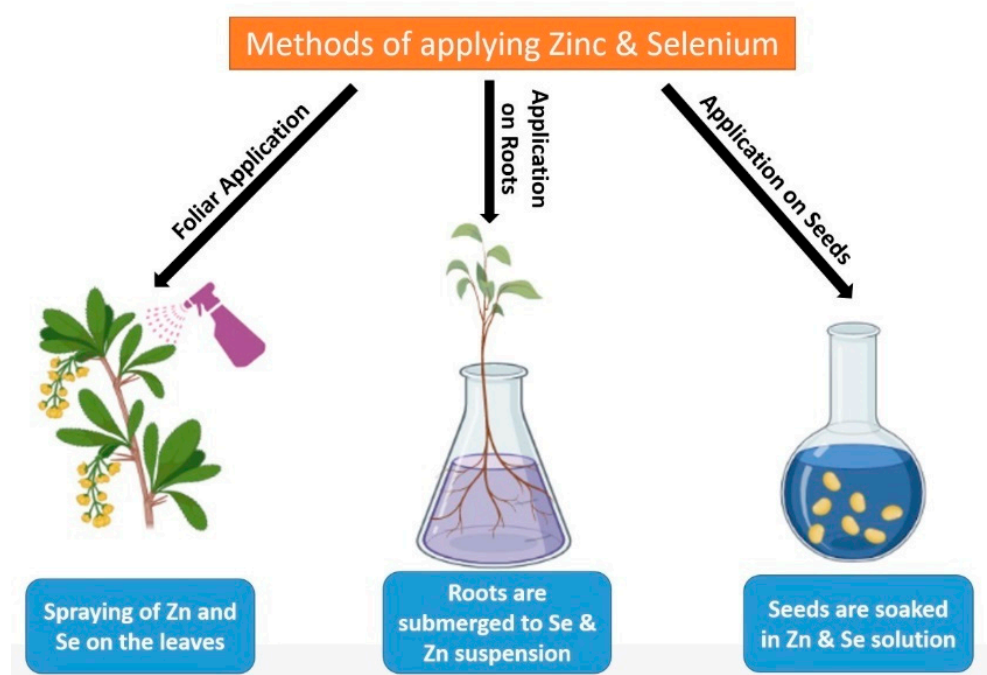 Methods of applying Zinc & Selenium
Foliar Application
Application
on Roots
Application on Seeds
Spraying of Zn and
Se on the leaves
Roots are
submerged to Se &
Zn suspension
Seeds are soaked
in Zn & Se solution